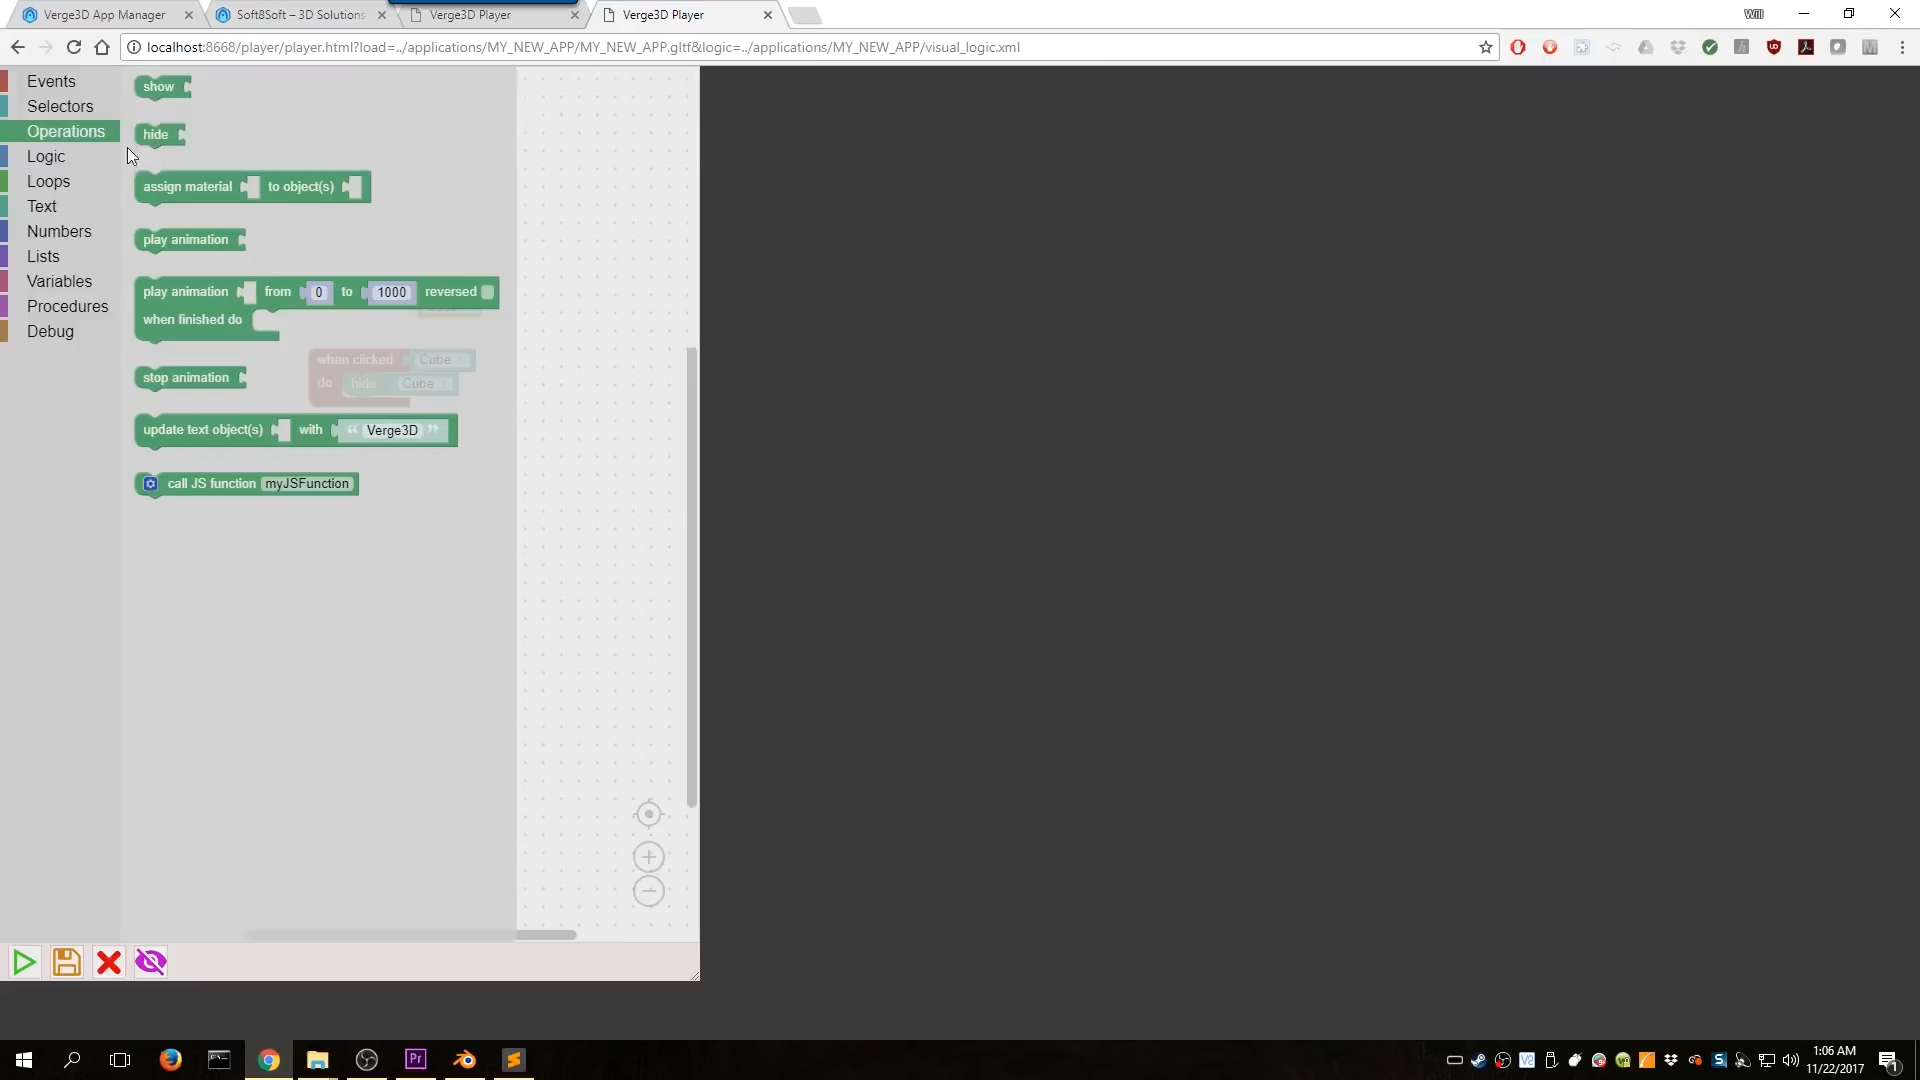 Verge3D App Manager
Soft8Soft – 3D Solutions
Verge3D Player
Verge3D Player
Will
localhost:8668/player/player.html?load=../applications/MY_NEW_APP/MY_NEW_APP.gltf&logic=../applications/MY_NEW_APP/visual_logic.xml
Events
Selectors
Operations
Logic
Loops
Text
Numbers
Lists
Variables
Procedures
Debug
show
hide
assign material to object(s)
play animation
play animation from 0 to 1000 reversed
when finished do
when clicked Cube
do hide Cube
stop animation
update text object(s) with “ Verge3D ”
call JS function myJSFunction
1:06 AM
11/22/2017